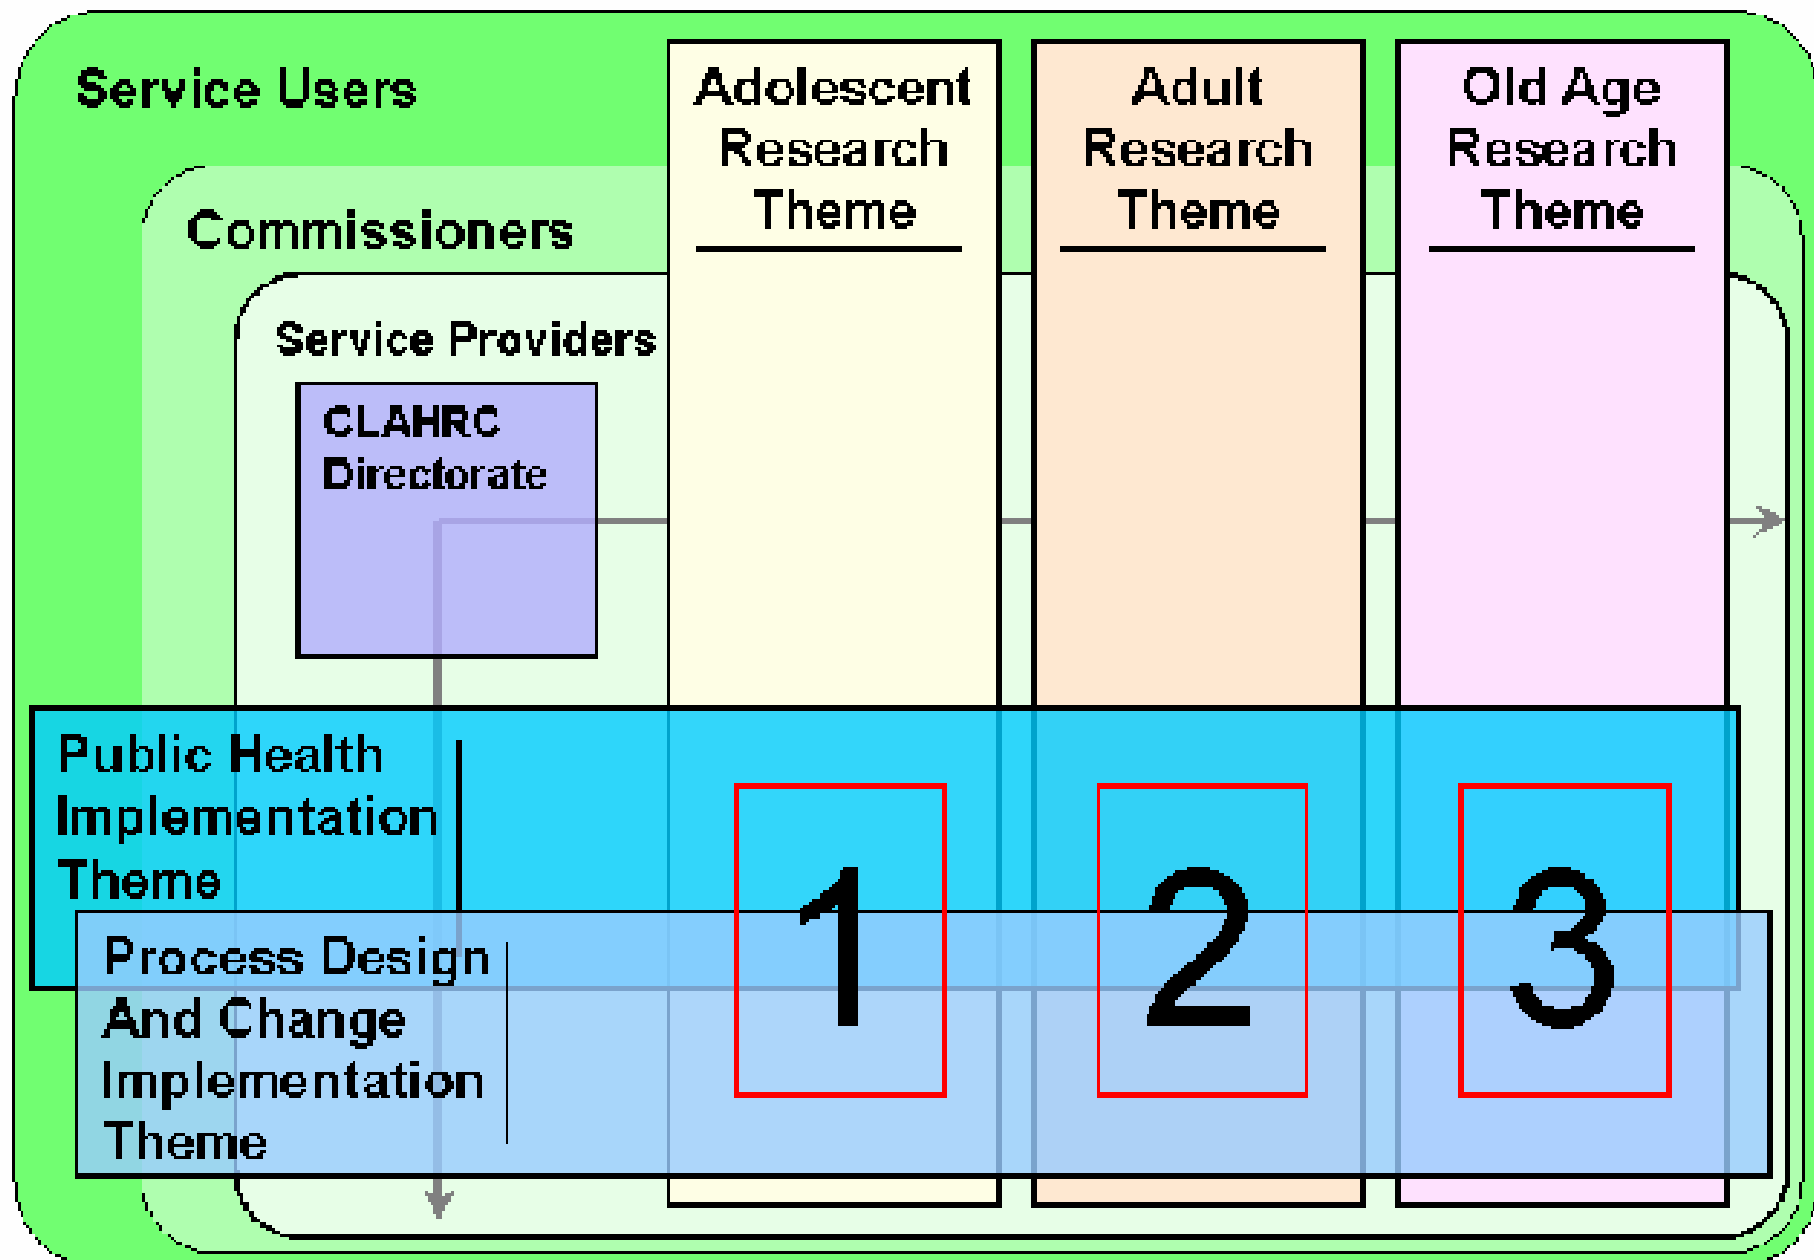 Service Users
Adolescent
Research
Theme
Adult
Research
Theme
Old Age
Research
Theme
Commissioners
Service Providers
CLAHRC
Directorate
Public Health
Implementation
Theme
Process Design
And Change
Implementation
Theme
1
2
3